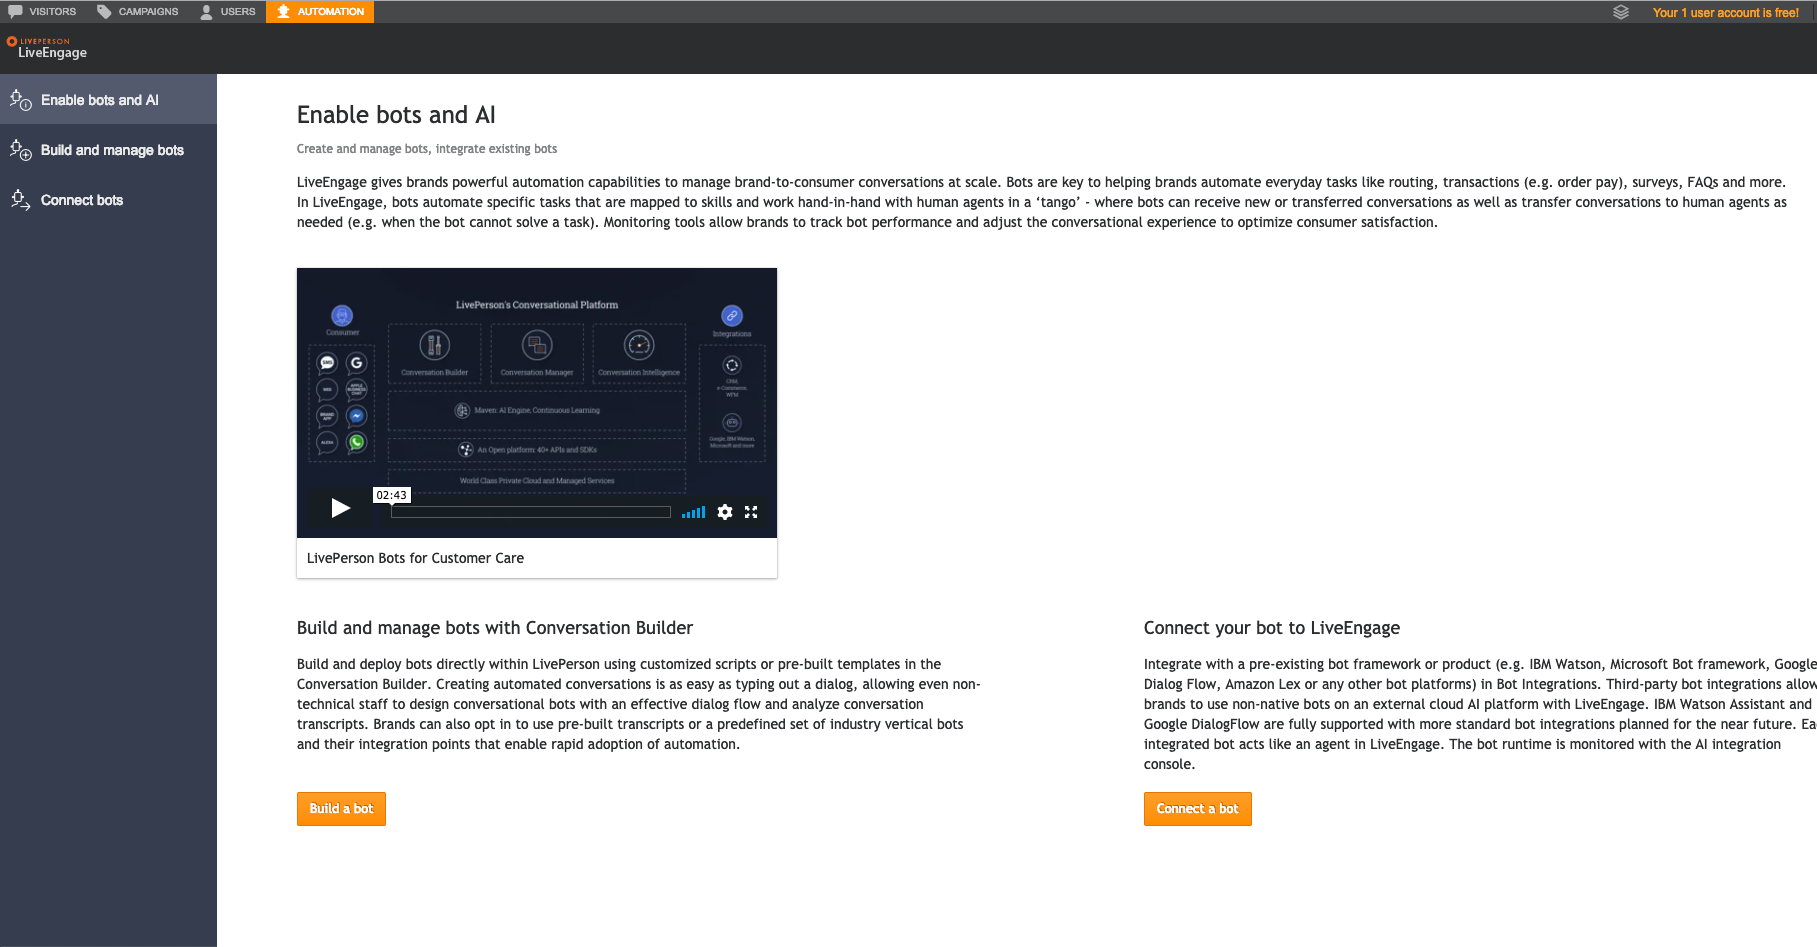 VISITORS CAMPAIGNS USERS AUTOMATION Your 1 user account is free!
LIVEPERSON
LiveEngage
Enable bots and AI
Build and manage bots
Connect bots
Enable bots and AI
Create and manage bots, integrate existing bots
LiveEngage gives brands powerful automation capabilities to manage brand-to-consumer conversations at scale. Bots are key to helping brands automate everyday tasks like routing, transactions (e.g. order pay), surveys, FAQs and more.
In LiveEngage, bots automate specific tasks that are mapped to skills and work hand-in-hand with human agents in a ‘tango’ - where bots can receive new or transferred conversations as well as transfer conversations to human agents as
needed (e.g. when the bot cannot solve a task). Monitoring tools allow brands to track bot performance and adjust the conversational experience to optimize consumer satisfaction.
LivePerson's Conversational Platform
Consumer
Integrations
SMS
G
WEB
APPLE BUSINESS CHAT
BRAND APP
ALEXA
Conversation Builder
Conversation Manager
Conversation Intelligence
CRM,
e-Commerce,
WFM
Maven: AI Engine, Continuous Learning
Google, IBM Watson,
Microsoft and more
An Open platform: 40+ APIs and SDKs
World Class Private Cloud and Managed Services
02:43
LivePerson Bots for Customer Care
Build and manage bots with Conversation Builder
Build and deploy bots directly within LivePerson using customized scripts or pre-built templates in the
Conversation Builder. Creating automated conversations is as easy as typing out a dialog, allowing even non-
technical staff to design conversational bots with an effective dialog flow and analyze conversation
transcripts. Brands can also opt in to use pre-built transcripts or a predefined set of industry vertical bots
and their integration points that enable rapid adoption of automation.
Build a bot
Connect your bot to LiveEngage
Integrate with a pre-existing bot framework or product (e.g. IBM Watson, Microsoft Bot framework, Google
Dialog Flow, Amazon Lex or any other bot platforms) in Bot Integrations. Third-party bot integrations allow
brands to use non-native bots on an external cloud AI platform with LiveEngage. IBM Watson Assistant and
Google DialogFlow are fully supported with more standard bot integrations planned for the near future. Ea
integrated bot acts like an agent in LiveEngage. The bot runtime is monitored with the AI integration
console.
Connect a bot